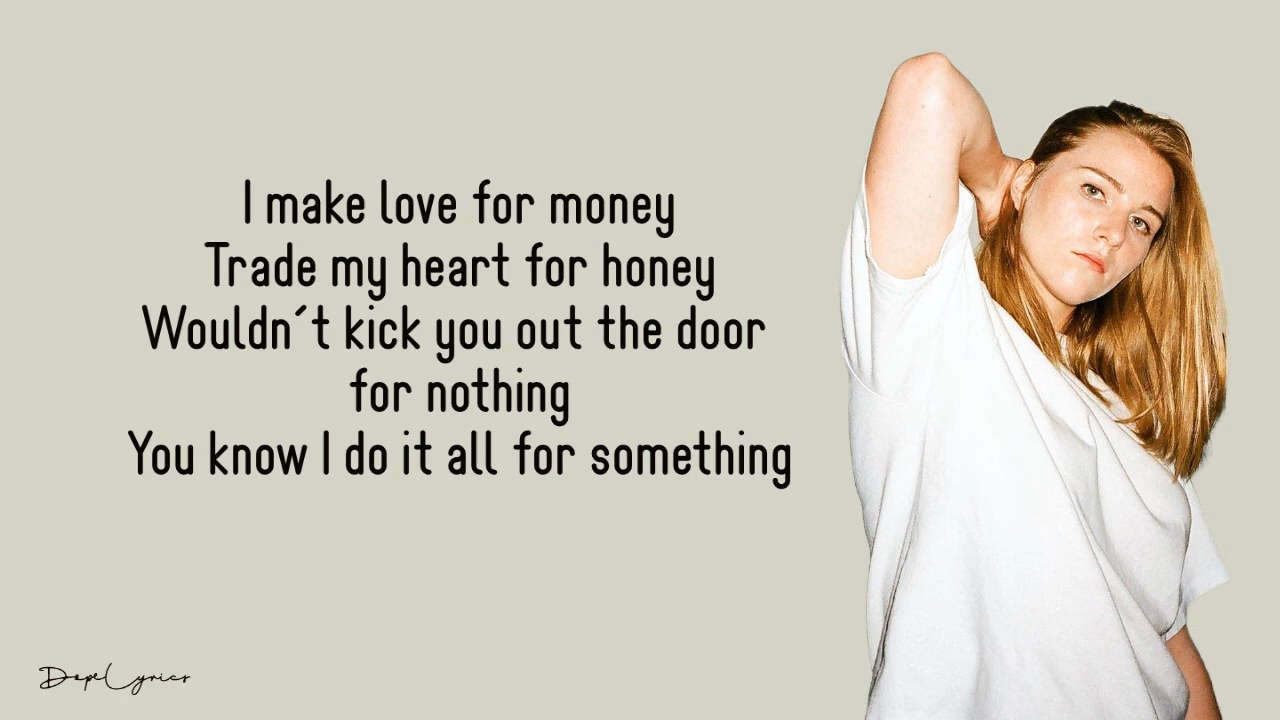 I make love for money
Trade my heart for honey
Wouldn´t kick you out the door
for nothing
You know I do it all for something
DopeLyrics